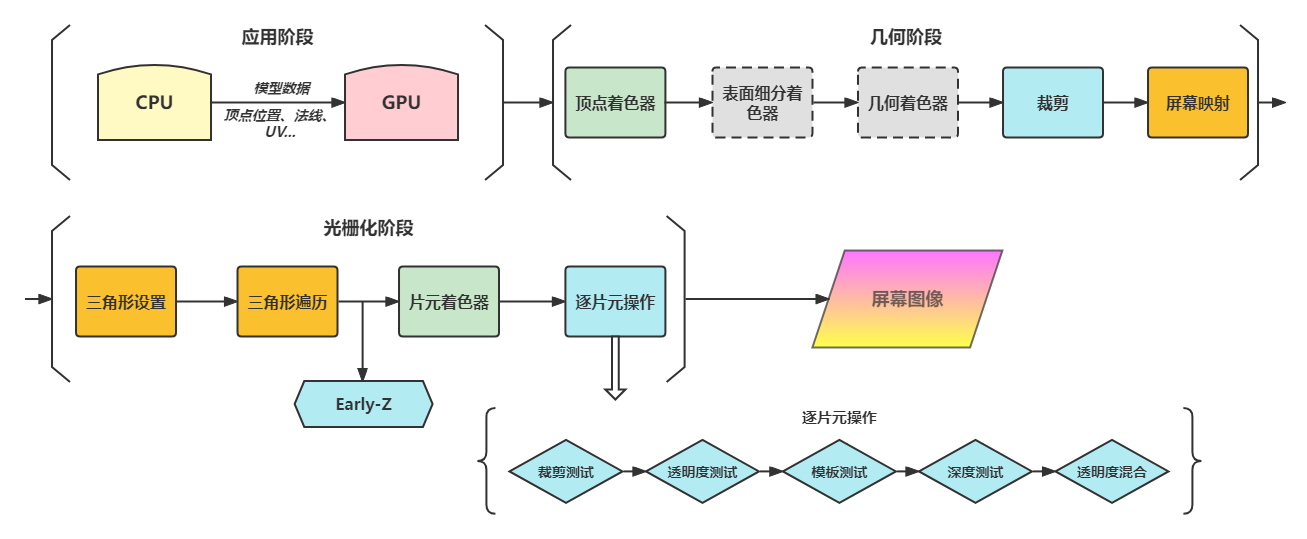 应用阶段
几何阶段
CPU
模型数据
顶点位置、法线、
UV...
GPU
顶点着色器
表面细分着
色器
几何着色器
裁剪
屏幕映射
光栅化阶段
三角形设置
三角形遍历
片元着色器
逐片元操作
屏幕图像
Early-Z
逐片元操作
裁剪测试
透明度测试
模板测试
深度测试
透明度混合